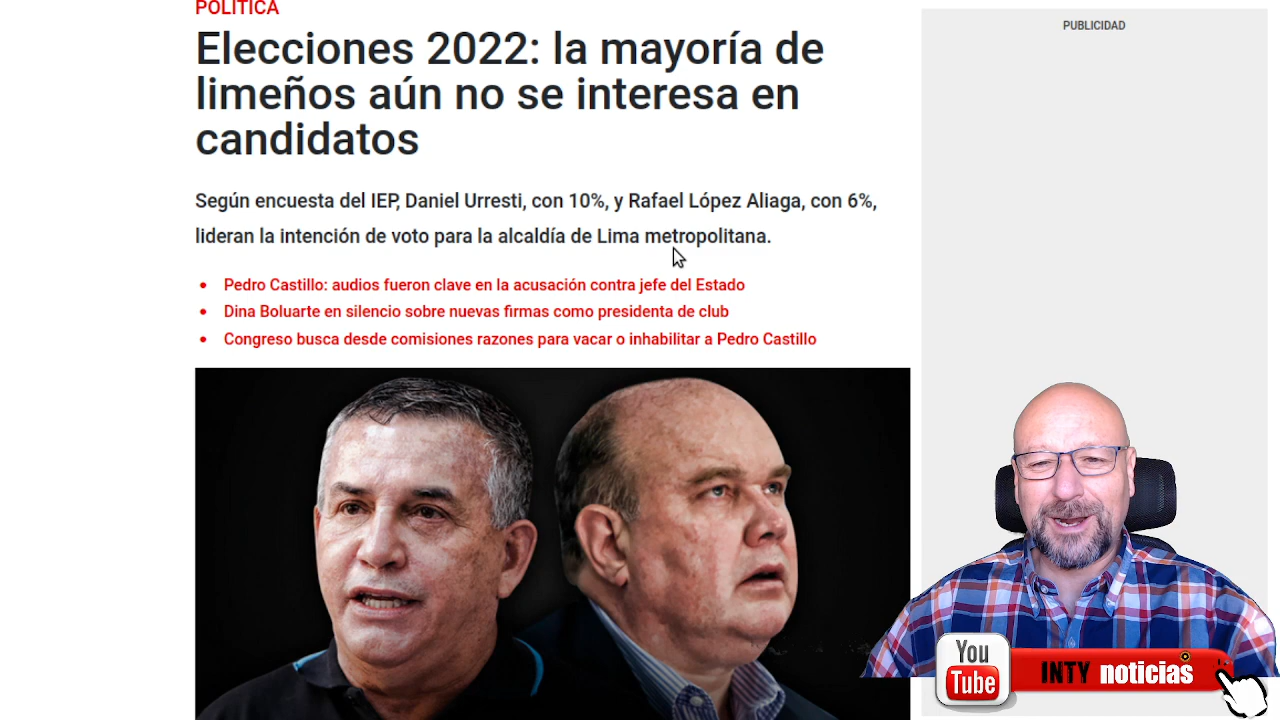 POLÍTICA
PUBLICIDAD
Elecciones 2022: la mayoría de
limeños aún no se interesa en
candidatos
Según encuesta del IEP, Daniel Urresti, con 10%, y Rafael López Aliaga, con 6%,
lideran la intención de voto para la alcaldía de Lima metropolitana.
Pedro Castillo: audios fueron clave en la acusación contra jefe del Estado
Dina Boluarte en silencio sobre nuevas firmas como presidenta de club
Congreso busca desde comisiones razones para vacar o inhabilitar a Pedro Castillo
You
Tube
INTY noticias